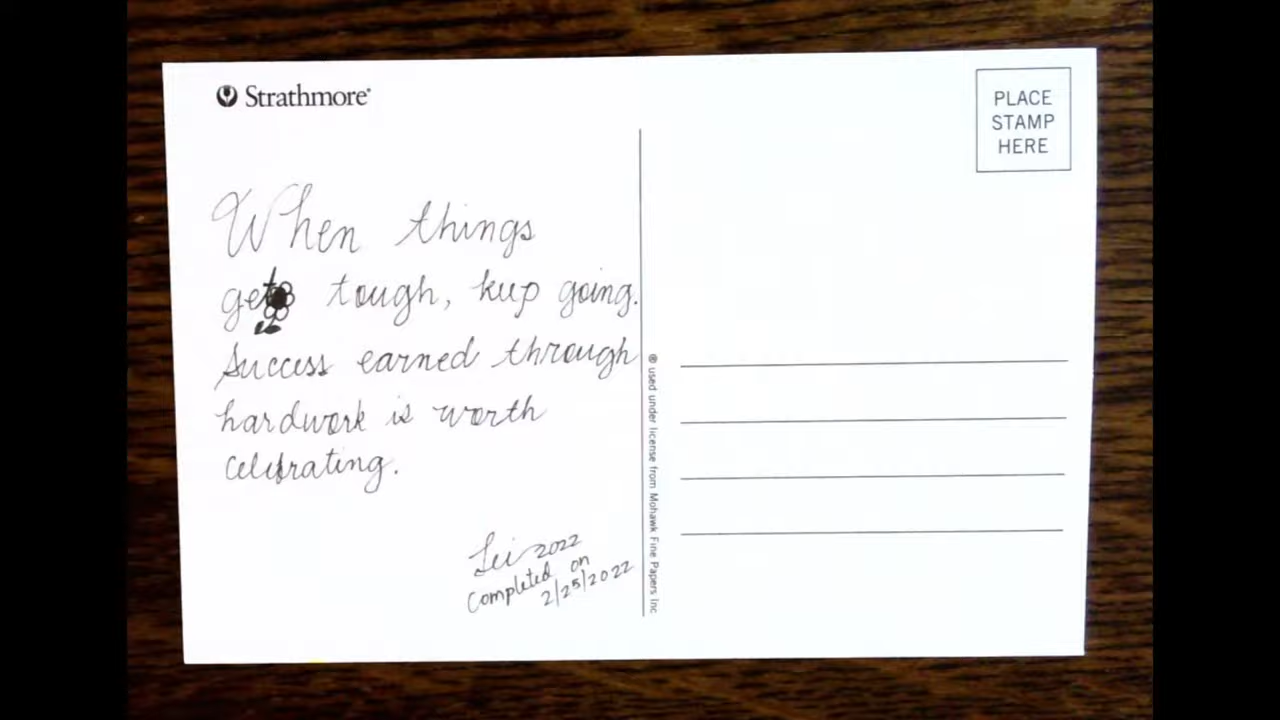 Strathmore®
PLACE
STAMP
HERE
When things
get tough, keep going.
Success earned through
hardwork is worth
celebrating.
Lei 2022
Completed on
2/25/2022
® used under license from Mohawk Fine Papers Inc